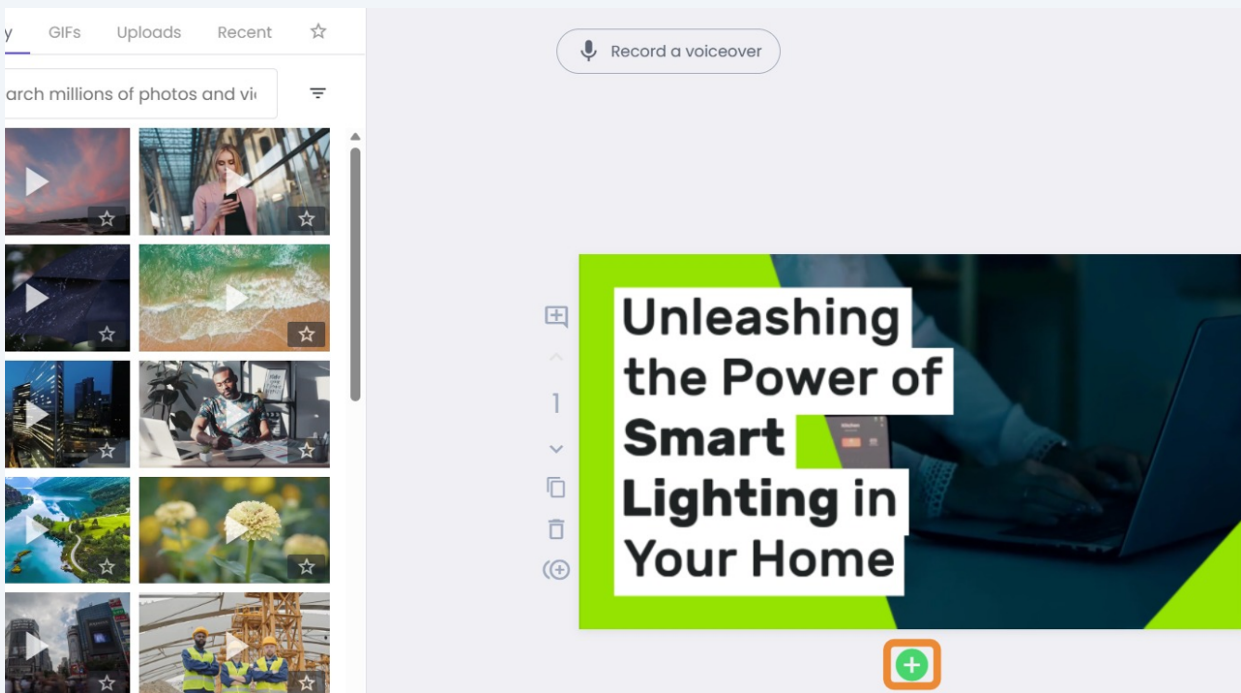 y GIFs Uploads Recent
arch millions of photos and vi
Record a voiceover
1
Unleashing
the Power of
Smart
Lighting in
Your Home
Kitchen